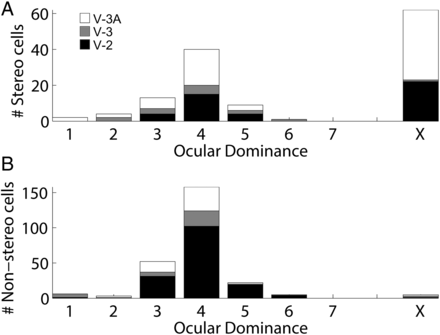 A
V-3A
V-3
V-2
# Stereo cells
60
40
20
0
1 2 3 4 5 6 7 X
Ocular Dominance
B
# Non-stereo cells
150
100
50
0
1 2 3 4 5 6 7 X
Ocular Dominance